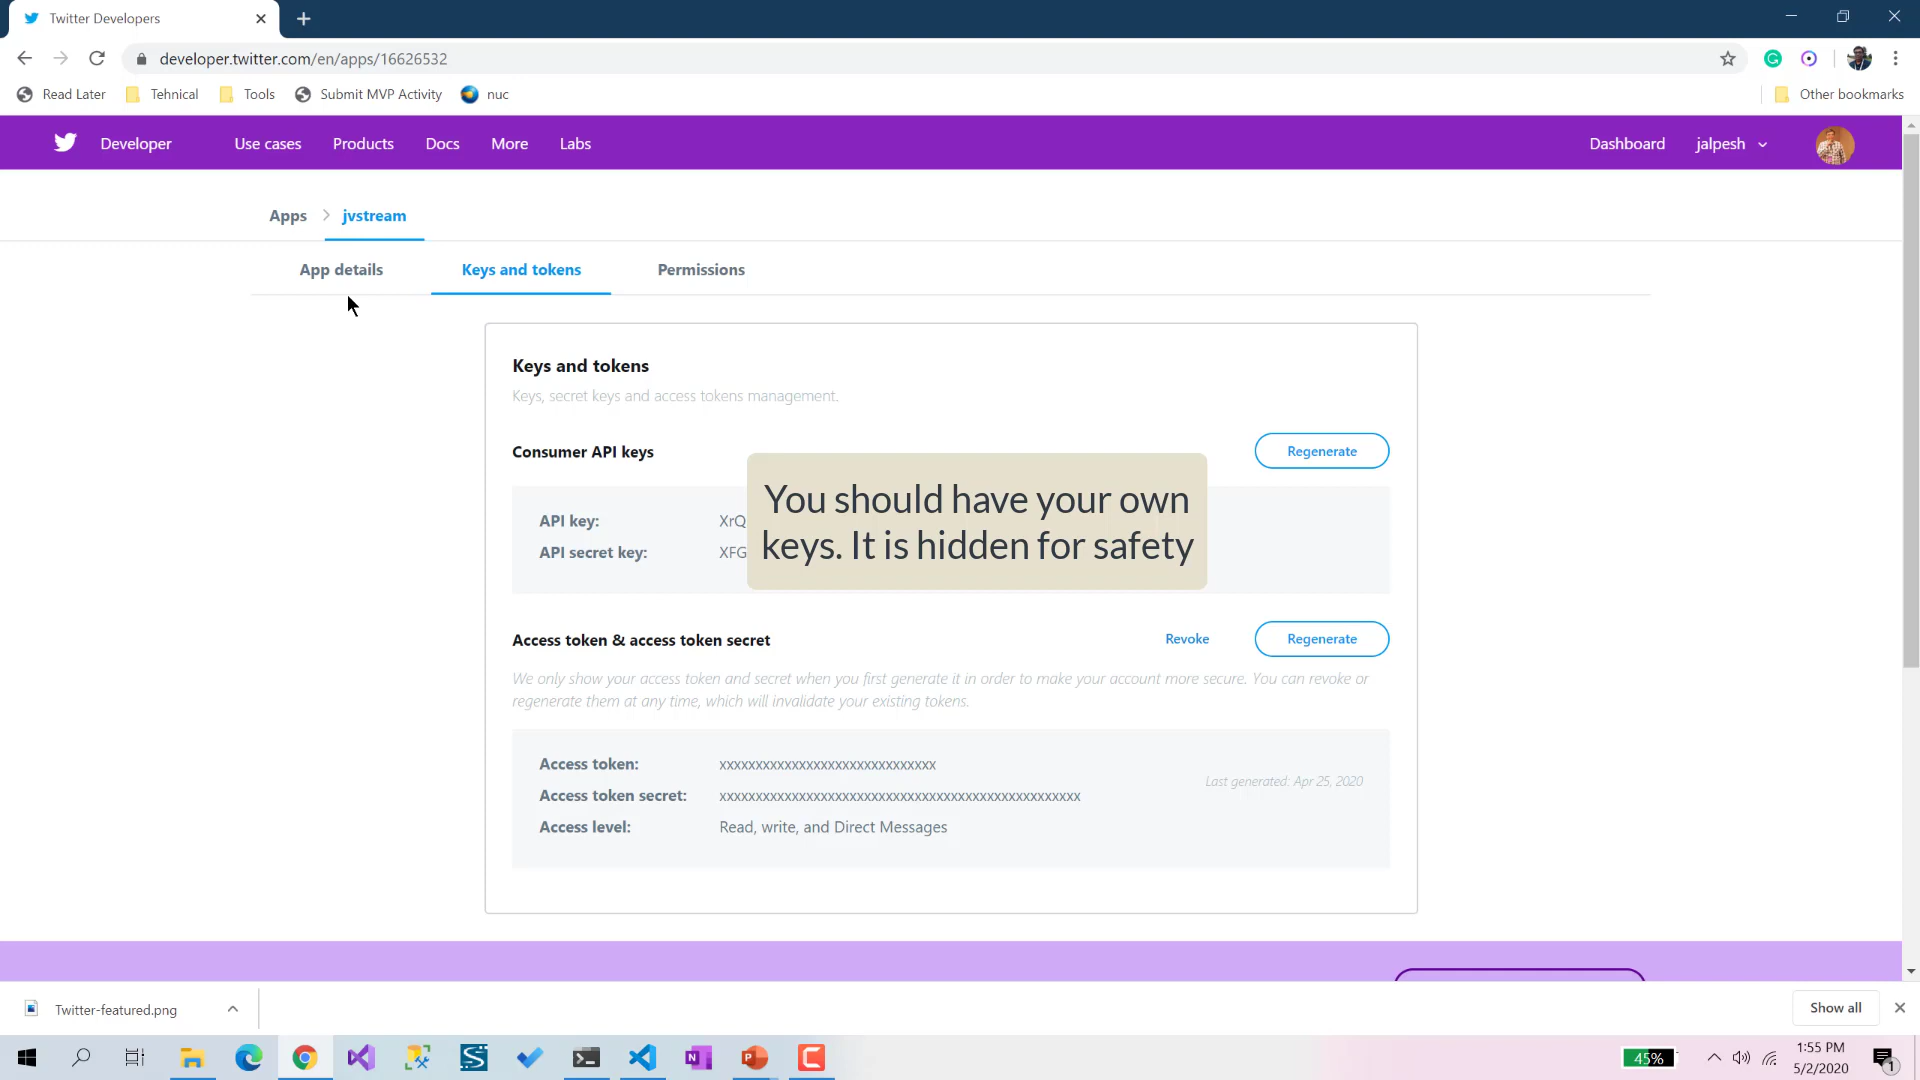 Twitter Developers
developer.twitter.com/en/apps/16626532
Read Later
Tehnical
Tools
Submit MVP Activity
nuc
Other bookmarks
Developer
Use cases
Products
Docs
More
Labs
Dashboard
jalpesh
Apps
jvstream
App details
Keys and tokens
Permissions
Keys and tokens
Keys, secret keys and access tokens management.
Consumer API keys
Regenerate
API key:
XrQ
API secret key:
XFG
You should have your own
keys. It is hidden for safety
Access token & access token secret
Revoke
Regenerate
We only show your access token and secret when you first generate it in order to make your account more secure. You can revoke or
regenerate them at any time, which will invalidate your existing tokens.
Access token:
xxxxxxxxxxxxxxxxxxxxxxxxxxxxxx
Last generated: Apr 25, 2020
Access token secret:
xxxxxxxxxxxxxxxxxxxxxxxxxxxxxxxxxxxxxxxxxxxxxxxxxx
Access level:
Read, write, and Direct Messages
Twitter-featured.png
Show all
45%
1:55 PM
5/2/2020
1